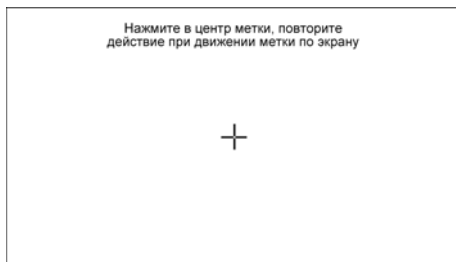 Нажмите в центр метки, повторите
действие при движении метки по экрану